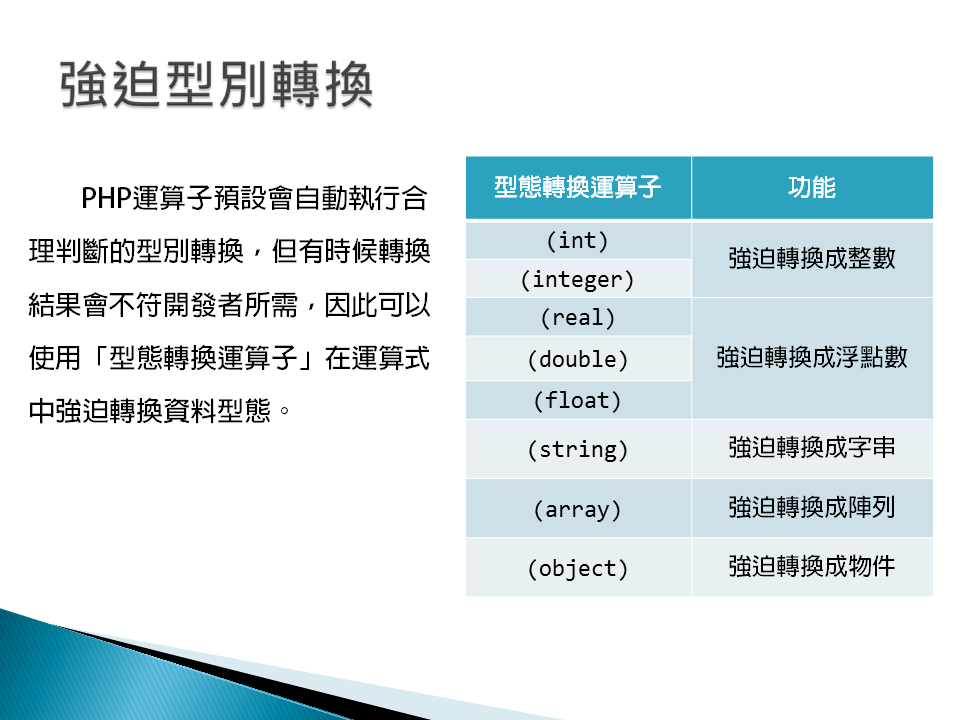 強迫型別轉換
PHP運算子預設會自動執行合
理判斷的型別轉換，但有時候轉換
結果會不符開發者所需，因此可以
使用「型態轉換運算子」在運算式
中強迫轉換資料型態。
型態轉換運算子 功能
(int) 強迫轉換成整數
(integer)
(real) 強迫轉換成浮點數
(double)
(float)
(string) 強迫轉換成字串
(array) 強迫轉換成陣列
(object) 強迫轉換成物件